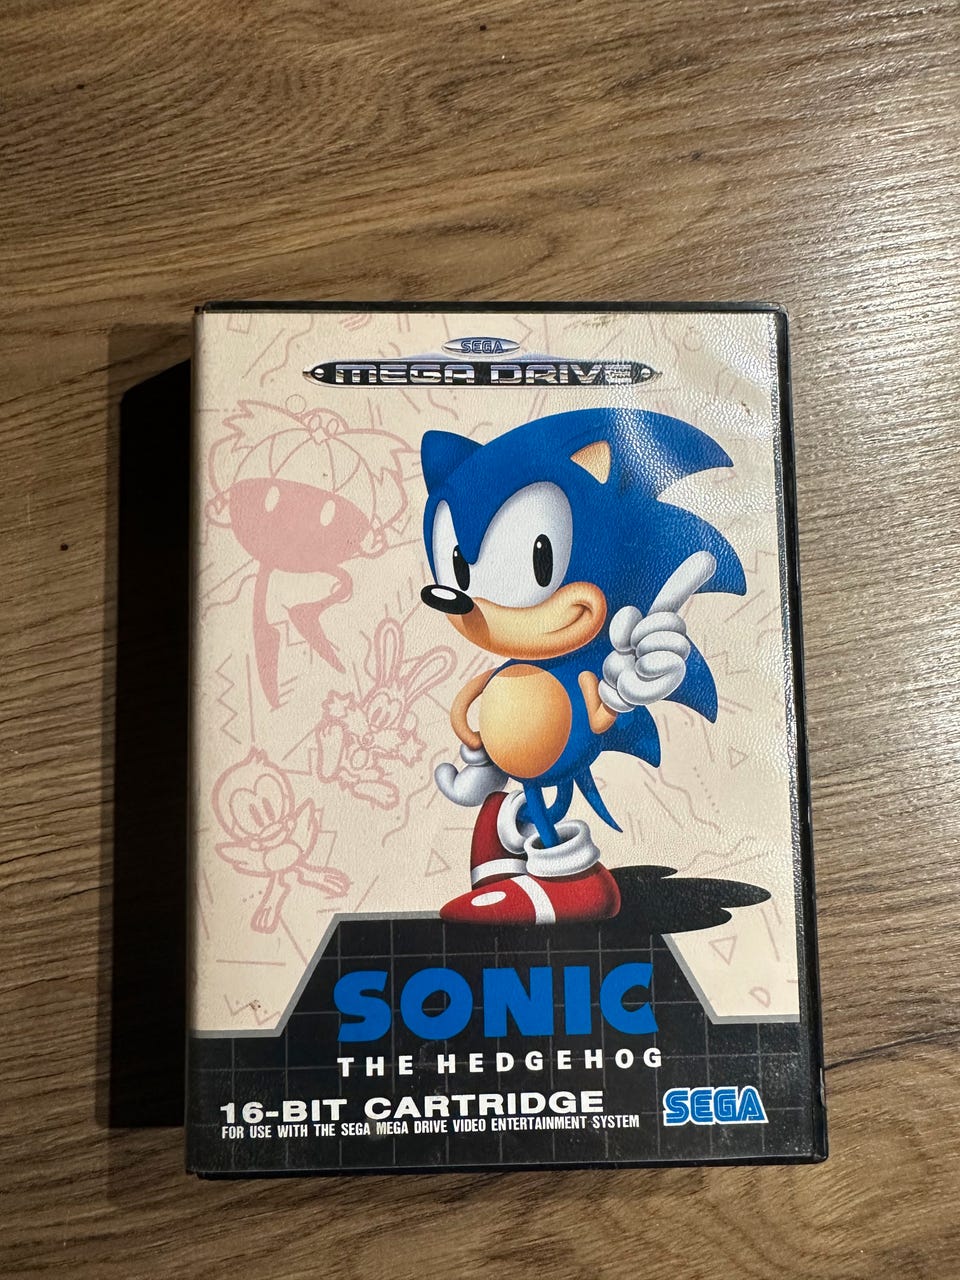 SEGA
MEGA DRIVE
SONIC
THE HEDGEHOG
16-BIT CARTRIDGE
FOR USE WITH THE SEGA MEGA DRIVE VIDEO ENTERTAINMENT SYSTEM
SEGA